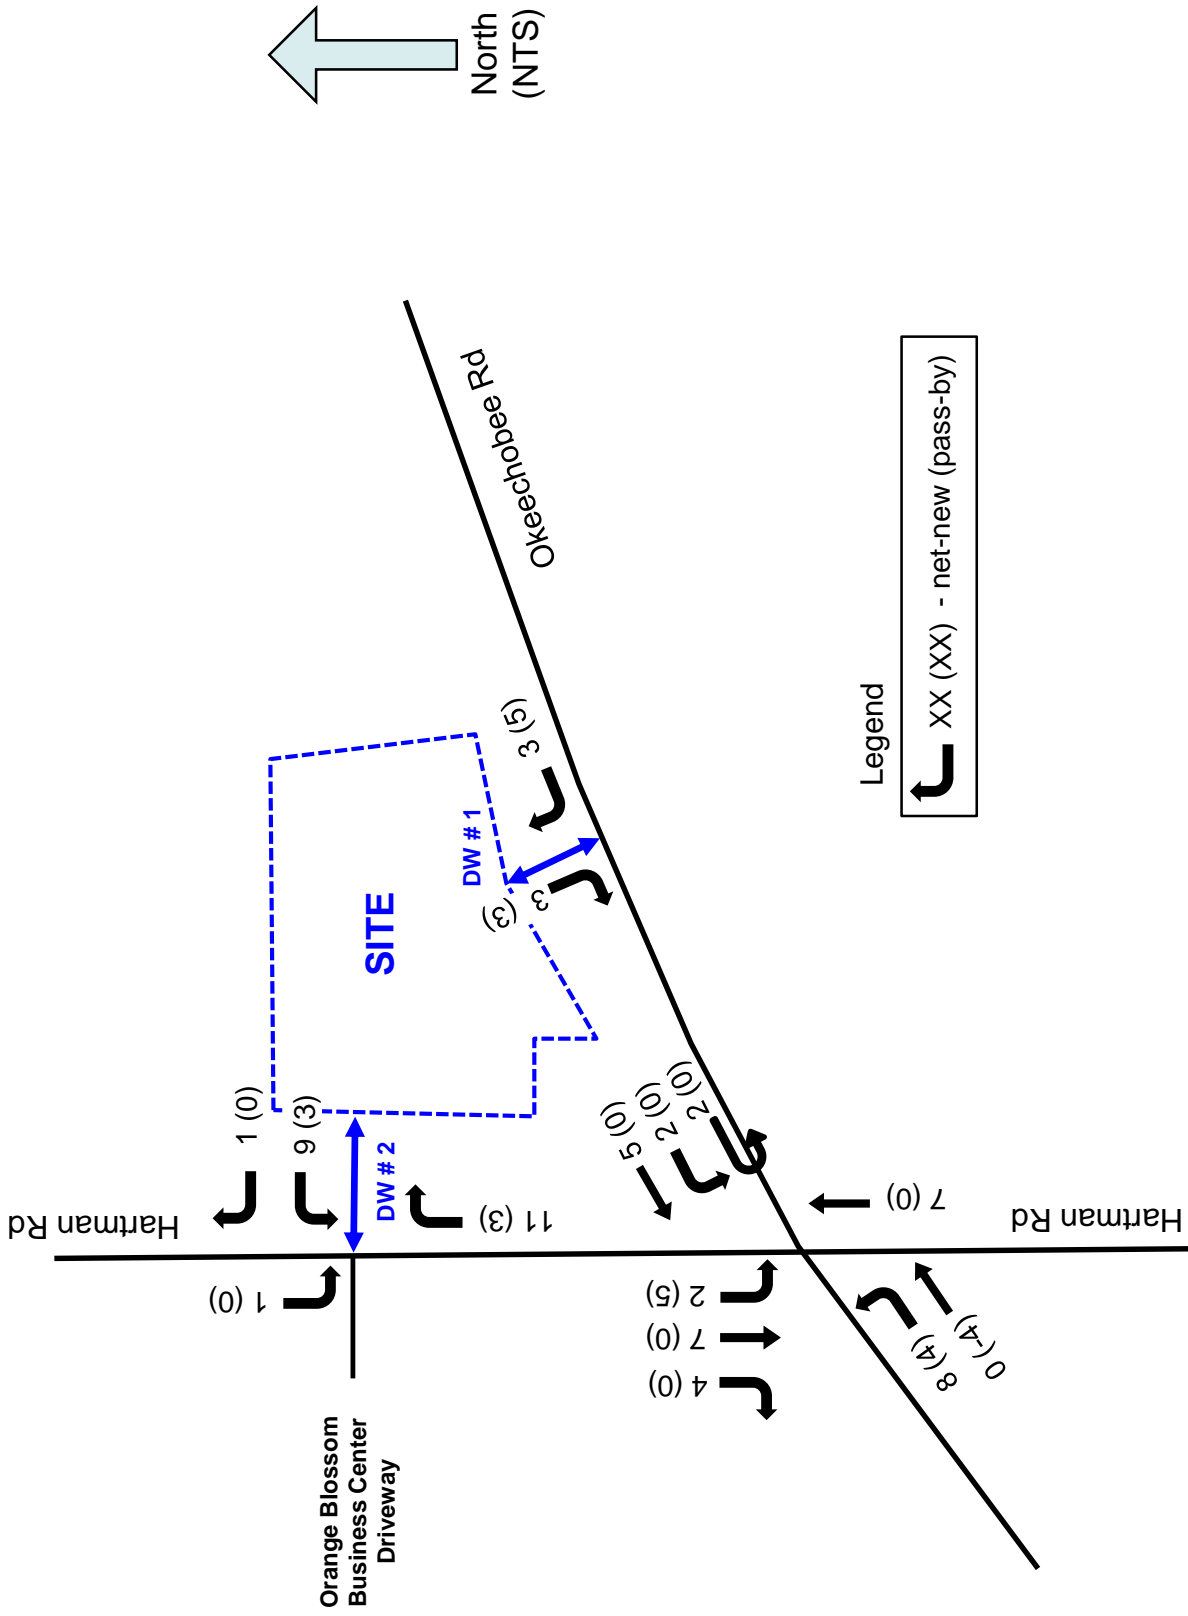 North
(NTS)
Okeechobee Rd
3 (5)
DW # 1
3
(3)
SITE
1 (0)
9 (3)
DW # 2
11 (3)
Hartman Rd
1 (0)
Orange Blossom
Business Center
Driveway
5 (0)
2 (0)
2 (0)
7 (0)
Hartman Rd
2 (5)
7 (0)
4 (0)
8 (4)
0 (-4)
Legend
XX (XX) - net-new (pass-by)